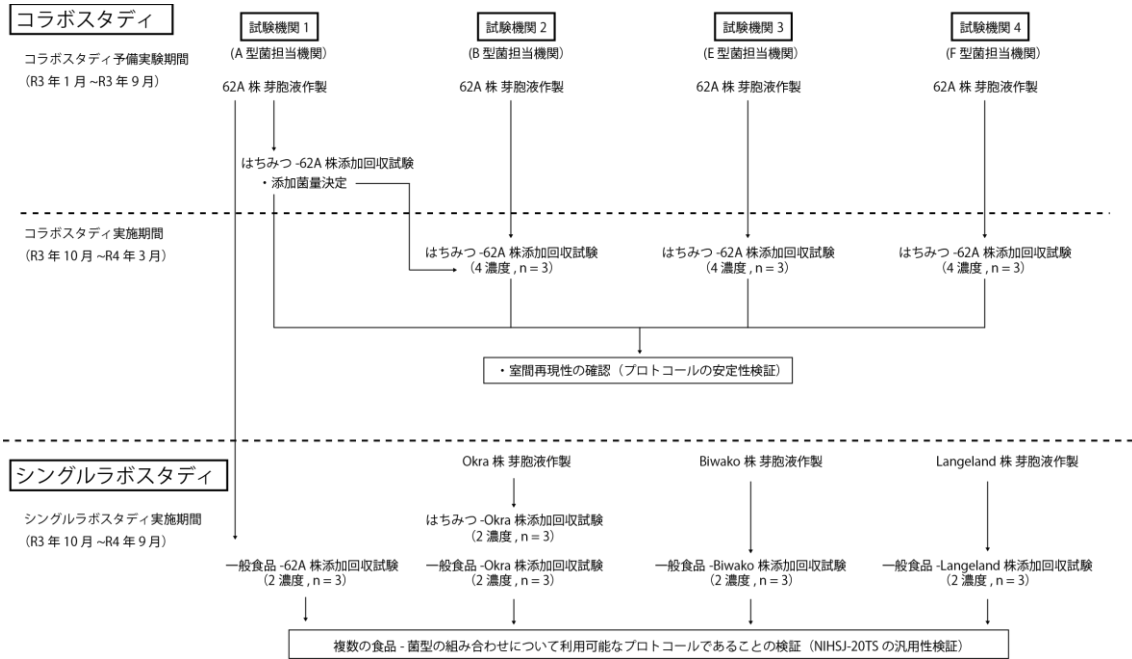 コラボスタディ
試験機関 1
試験機関 2
試験機関 3
試験機関 4
(A 型菌担当機関)
(B 型菌担当機関)
(E 型菌担当機関)
(F 型菌担当機関)
コラボスタディ予備実験期間
(R3 年 1 月 ~R3 年 9 月)
62A 株 芽胞液作製
62A 株 芽胞液作製
62A 株 芽胞液作製
62A 株 芽胞液作製
はちみつ -62A 株添加回収試験
・添加菌量決定
コラボスタディ実施期間
(R3 年 10 月 ~R4 年 3 月)
はちみつ -62A 株添加回収試験
(4 濃度 , n = 3)
はちみつ -62A 株添加回収試験
(4 濃度 , n = 3)
はちみつ -62A 株添加回収試験
(4 濃度 , n = 3)
・室間再現性の確認(プロトコールの安定性検証)
シングルラボスタディ
Okra 株 芽胞液作製
Biwako 株 芽胞液作製
Langeland 株 芽胞液作製
シングルラボスタディ実施期間
(R3 年 10 月 ~R4 年 9 月)
はちみつ -Okra 株添加回収試験
(2 濃度 , n = 3)
一般食品 -62A 株添加回収試験
(2 濃度 , n = 3)
一般食品 -Okra 株添加回収試験
(2 濃度 , n = 3)
一般食品 -Biwako 株添加回収試験
(2 濃度 , n = 3)
一般食品 -Langeland 株添加回収試験
(2 濃度 , n = 3)
複数の食品 - 菌型の組み合わせについて利用可能なプロトコールであることの検証(NIHSJ-20TS の汎用性検証)